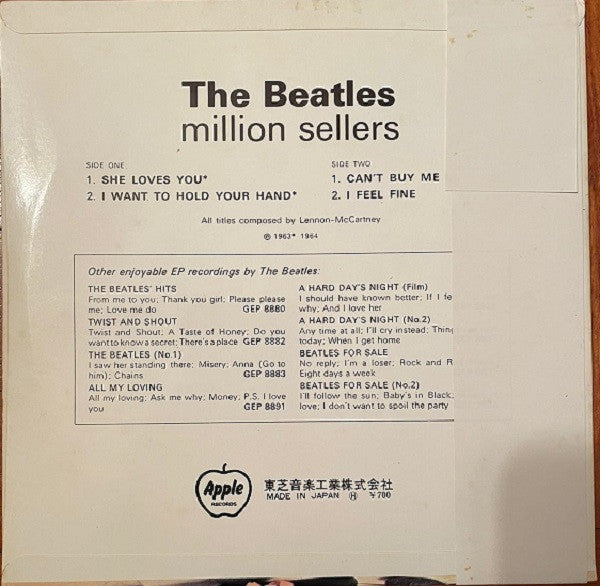 The Beatles
million sellers
SIDE ONE
1. SHE LOVES YOU*
2. I WANT TO HOLD YOUR HAND*
SIDE TWO
1. CAN'T BUY ME
2. I FEEL FINE
All titles composed by Lennon-McCartney
℗ 1963* 1964
Other enjoyable EP recordings by The Beatles:
THE BEATLES' HITS
From me to you; Thank you girl; Please please
me; Love me do GEP 8880
TWIST AND SHOUT
Twist and Shout; A Taste of Honey; Do you
want to know a secret; There's a place GEP 8882
THE BEATLES (No.1)
I saw her standing there; Misery; Anna (Go to
him); Chains GEP 8883
ALL MY LOVING
All my loving; Ask me why; Money; P.S. I love
you GEP 8891
A HARD DAY'S NIGHT (Film)
I should have known better; If I fe
why; And I love her
A HARD DAY'S NIGHT (No.2)
Any time at all; I'll cry instead; Thing
today; When I get home
BEATLES FOR SALE
No reply; I'm a loser; Rock and R
Eight days a week
BEATLES FOR SALE (No.2)
I'll follow the sun; Baby's in Black;
love; I don't want to spoil the party
Apple
RECORDS
東芝音楽工業株式会社
MADE IN JAPAN Ⓗ ¥700